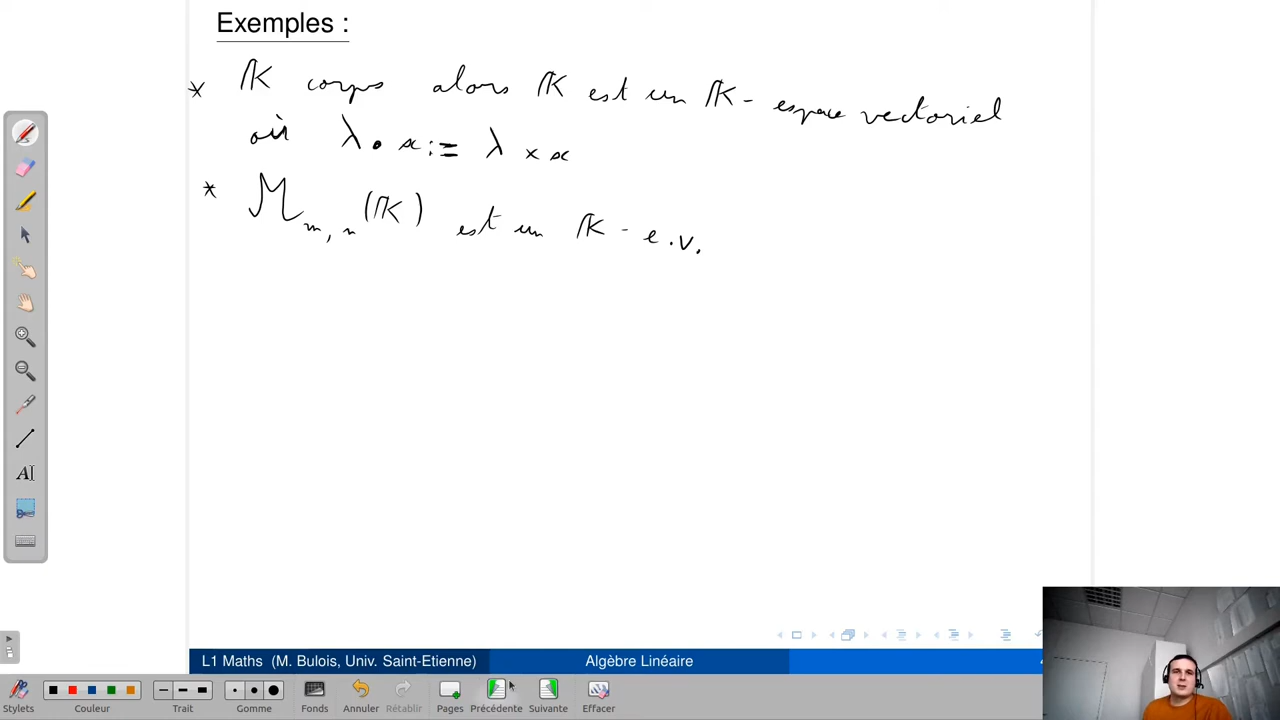 Exemples :
* 𝕂 corps alors 𝕂 est un 𝕂 - espace vectoriel
où λ • x := λ × x
* ℳm,n (𝕂) est un 𝕂 - e.v.
A
L1 Maths (M. Bulois, Univ. Saint-Etienne) Algèbre Linéaire
Stylets Couleur Trait Gomme Fonds Annuler Rétablir Pages Précédente Suivante Effacer